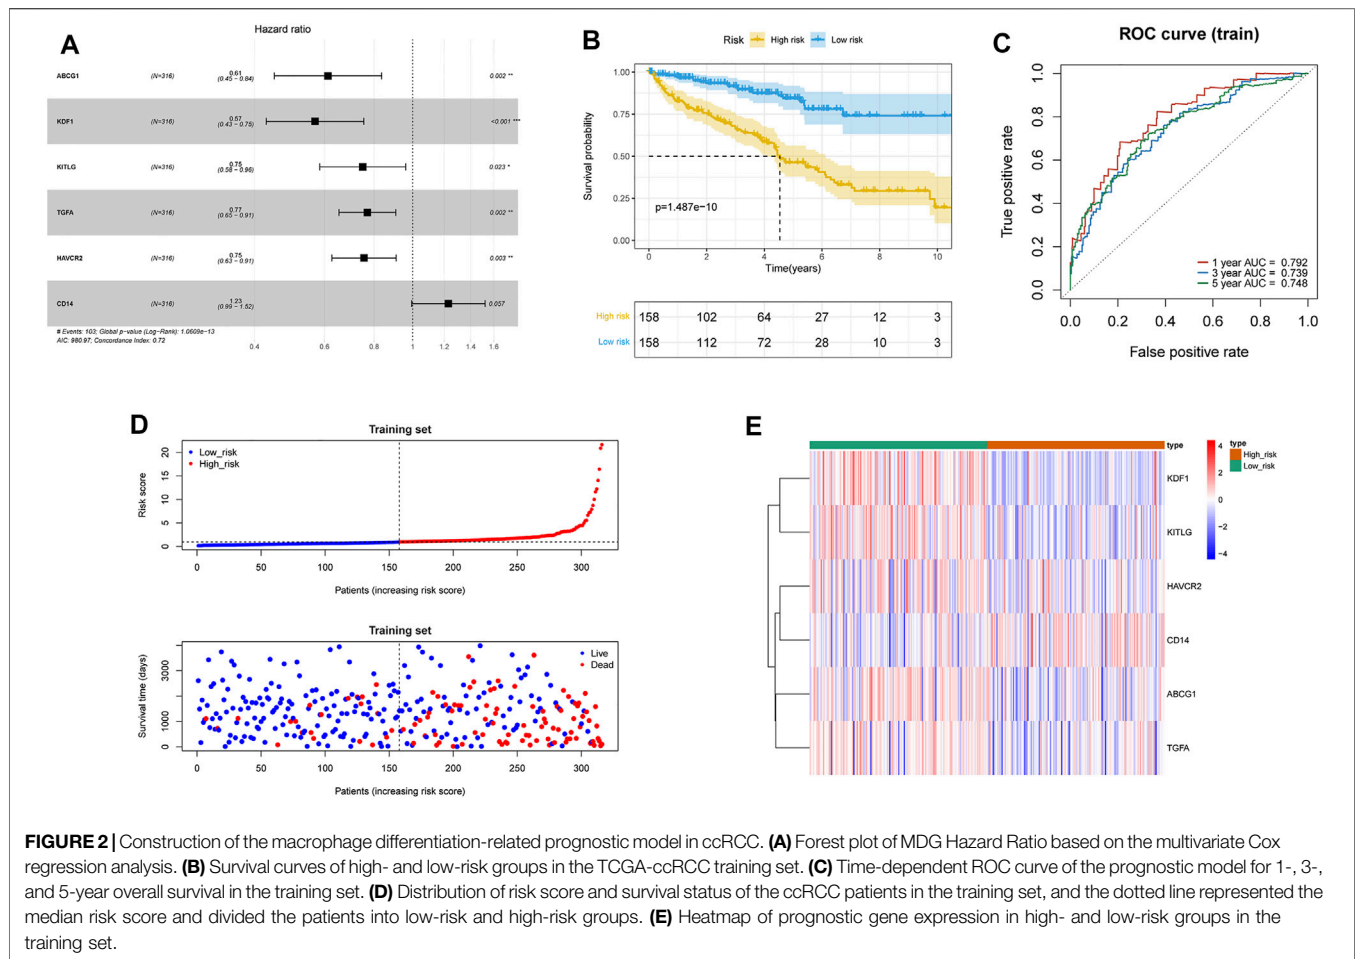 A
Hazard ratio
ABCG1 (N=316) 0.61 0.002 **
(0.45 − 0.84)
KDF1 (N=316) 0.57 <0.001 ***
(0.43 − 0.75)
KITLG (N=316) 0.75 0.023 *
(0.58 − 0.96)
TGFA (N=316) 0.77 0.002 **
(0.65 − 0.91)
HAVCR2 (N=316) 0.75 0.003 **
(0.63 − 0.91)
CD14 (N=316) 1.23 0.057
(0.99 − 1.52)
# Events: 103; Global p−value (Log−Rank): 1.0609e−13
AIC: 980.97; Concordance Index: 0.72
0.4 0.6 0.8 1 1.2 1.4 1.6
B
Risk High risk Low risk
Survival probability
1.00
0.75
0.50
0.25
0.00
p=1.487e−10
0 2 4 6 8 10
Time(years)
High risk 158 102 64 27 12 3
Low risk 158 112 72 28 10 3
C
ROC curve (train)
True positive rate
1.0
0.8
0.6
0.4
0.2
0.0
1 year AUC = 0.792
3 year AUC = 0.739
5 year AUC = 0.748
0.0 0.2 0.4 0.6 0.8 1.0
False positive rate
D
Training set
Risk score
20
15
10
5
0
Low_risk
High_risk
0 50 100 150 200 250 300
Patients (increasing risk score)
Training set
Survival time (days)
3000
1000
0
Live
Dead
0 50 100 150 200 250 300
Patients (increasing risk score)
E
type
KDF1
KITLG
HAVCR2
CD14
ABCG1
TGFA
4
2
0
−2
−4
type
High_risk
Low_risk
FIGURE 2 | Construction of the macrophage differentiation-related prognostic model in ccRCC. (A) Forest plot of MDG Hazard Ratio based on the multivariate Cox
regression analysis. (B) Survival curves of high- and low-risk groups in the TCGA-ccRCC training set. (C) Time-dependent ROC curve of the prognostic model for 1-, 3-,
and 5-year overall survival in the training set. (D) Distribution of risk score and survival status of the ccRCC patients in the training set, and the dotted line represented the
median risk score and divided the patients into low-risk and high-risk groups. (E) Heatmap of prognostic gene expression in high- and low-risk groups in the
training set.